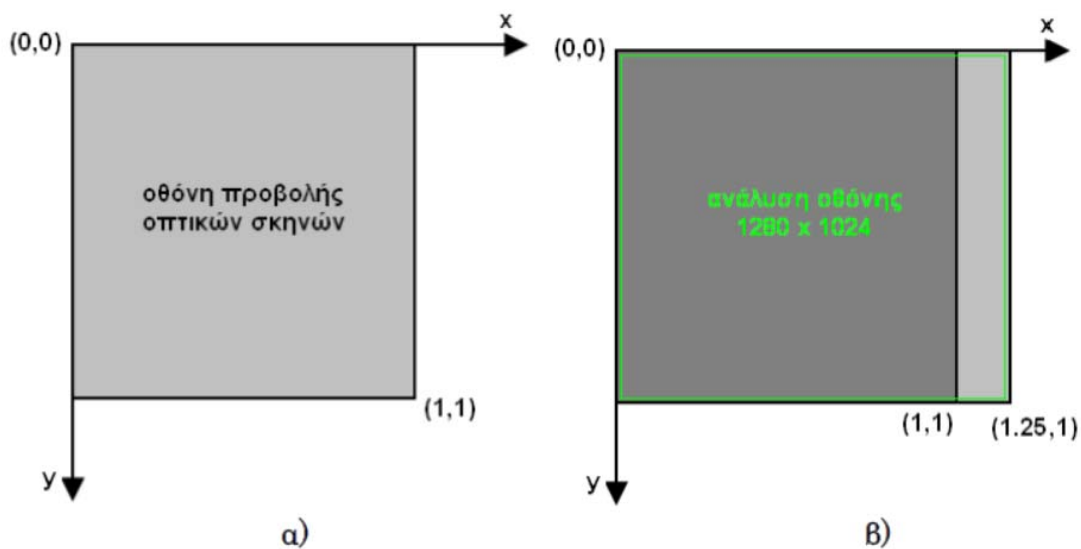 x
(0,0)
οθόνη προβολής
οπτικών σκηνών
(1,1)
y
α)
x
(0,0)
ανάλυση οθόνης
1280 x 1024
(1,1)
(1.25,1)
y
β)